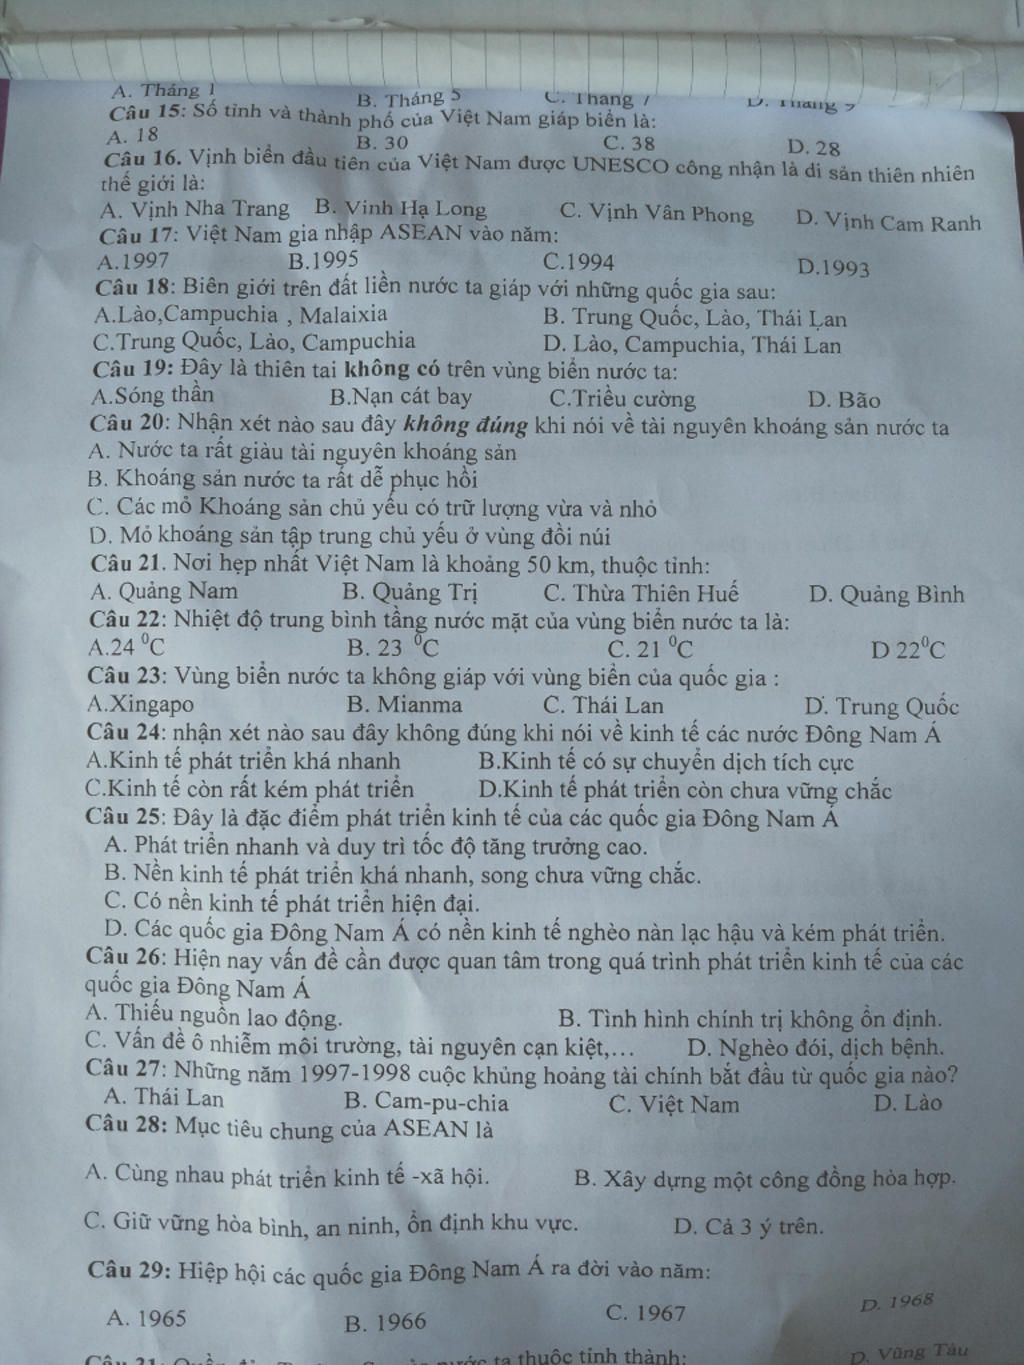 A. Tháng 1 B. Tháng 5 C. Tháng 7 D. Tháng 9
Câu 15: Số tỉnh và thành phố của Việt Nam giáp biển là:
A. 18 B. 30 C. 38 D. 28
Câu 16. Vịnh biển đầu tiên của Việt Nam được UNESCO công nhận là di sản thiên nhiên
thế giới là:
A. Vịnh Nha Trang B. Vinh Hạ Long C. Vịnh Vân Phong D. Vịnh Cam Ranh
Câu 17: Việt Nam gia nhập ASEAN vào năm:
A.1997 B.1995 C.1994 D.1993
Câu 18: Biên giới trên đất liền nước ta giáp với những quốc gia sau:
A.Lào,Campuchia , Malaixia B. Trung Quốc, Lào, Thái Lan
C.Trung Quốc, Lào, Campuchia D. Lào, Campuchia, Thái Lan
Câu 19: Đây là thiên tai không có trên vùng biển nước ta:
A.Sóng thần B.Nạn cát bay C.Triều cường D. Bão
Câu 20: Nhận xét nào sau đây không đúng khi nói về tài nguyên khoáng sản nước ta
A. Nước ta rất giàu tài nguyên khoáng sản
B. Khoáng sản nước ta rất dễ phục hồi
C. Các mỏ Khoáng sản chủ yếu có trữ lượng vừa và nhỏ
D. Mỏ khoáng sản tập trung chủ yếu ở vùng đồi núi
Câu 21. Nơi hẹp nhất Việt Nam là khoảng 50 km, thuộc tỉnh:
A. Quảng Nam B. Quảng Trị C. Thừa Thiên Huế D. Quảng Bình
Câu 22: Nhiệt độ trung bình tầng nước mặt của vùng biển nước ta là:
A.24 ⁰C B. 23 ⁰C C. 21 ⁰C D 22⁰C
Câu 23: Vùng biển nước ta không giáp với vùng biển của quốc gia :
A.Xingapo B. Mianma C. Thái Lan D. Trung Quốc
Câu 24: nhận xét nào sau đây không đúng khi nói về kinh tế các nước Đông Nam Á
A.Kinh tế phát triển khá nhanh B.Kinh tế có sự chuyển dịch tích cực
C.Kinh tế còn rất kém phát triển D.Kinh tế phát triển còn chưa vững chắc
Câu 25: Đây là đặc điểm phát triển kinh tế của các quốc gia Đông Nam Á
A. Phát triển nhanh và duy trì tốc độ tăng trưởng cao.
B. Nền kinh tế phát triển khá nhanh, song chưa vững chắc.
C. Có nền kinh tế phát triển hiện đại.
D. Các quốc gia Đông Nam Á có nền kinh tế nghèo nàn lạc hậu và kém phát triển.
Câu 26: Hiện nay vấn đề cần được quan tâm trong quá trình phát triển kinh tế của các
quốc gia Đông Nam Á
A. Thiếu nguồn lao động. B. Tình hình chính trị không ổn định.
C. Vấn đề ô nhiễm môi trường, tài nguyên cạn kiệt,... D. Nghèo đói, dịch bệnh.
Câu 27: Những năm 1997-1998 cuộc khủng hoảng tài chính bắt đầu từ quốc gia nào?
A. Thái Lan B. Cam-pu-chia C. Việt Nam D. Lào
Câu 28: Mục tiêu chung của ASEAN là
A. Cùng nhau phát triển kinh tế -xã hội. B. Xây dựng một công đồng hòa hợp.
C. Giữ vững hòa bình, an ninh, ổn định khu vực. D. Cả 3 ý trên.
Câu 29: Hiệp hội các quốc gia Đông Nam Á ra đời vào năm:
A. 1965 B. 1966 C. 1967 D. 1968
nước ta thuộc tỉnh thành:
D. Vũng Tàu